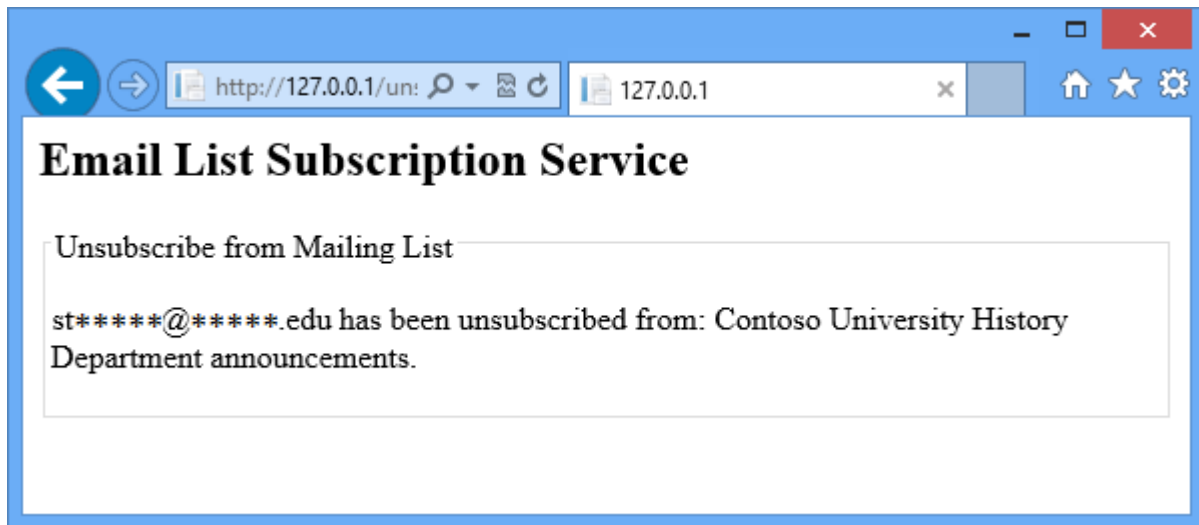 http://127.0.0.1/un:
127.0.0.1
Email List Subscription Service
Unsubscribe from Mailing List
st*****@*****.edu has been unsubscribed from: Contoso University History
Department announcements.